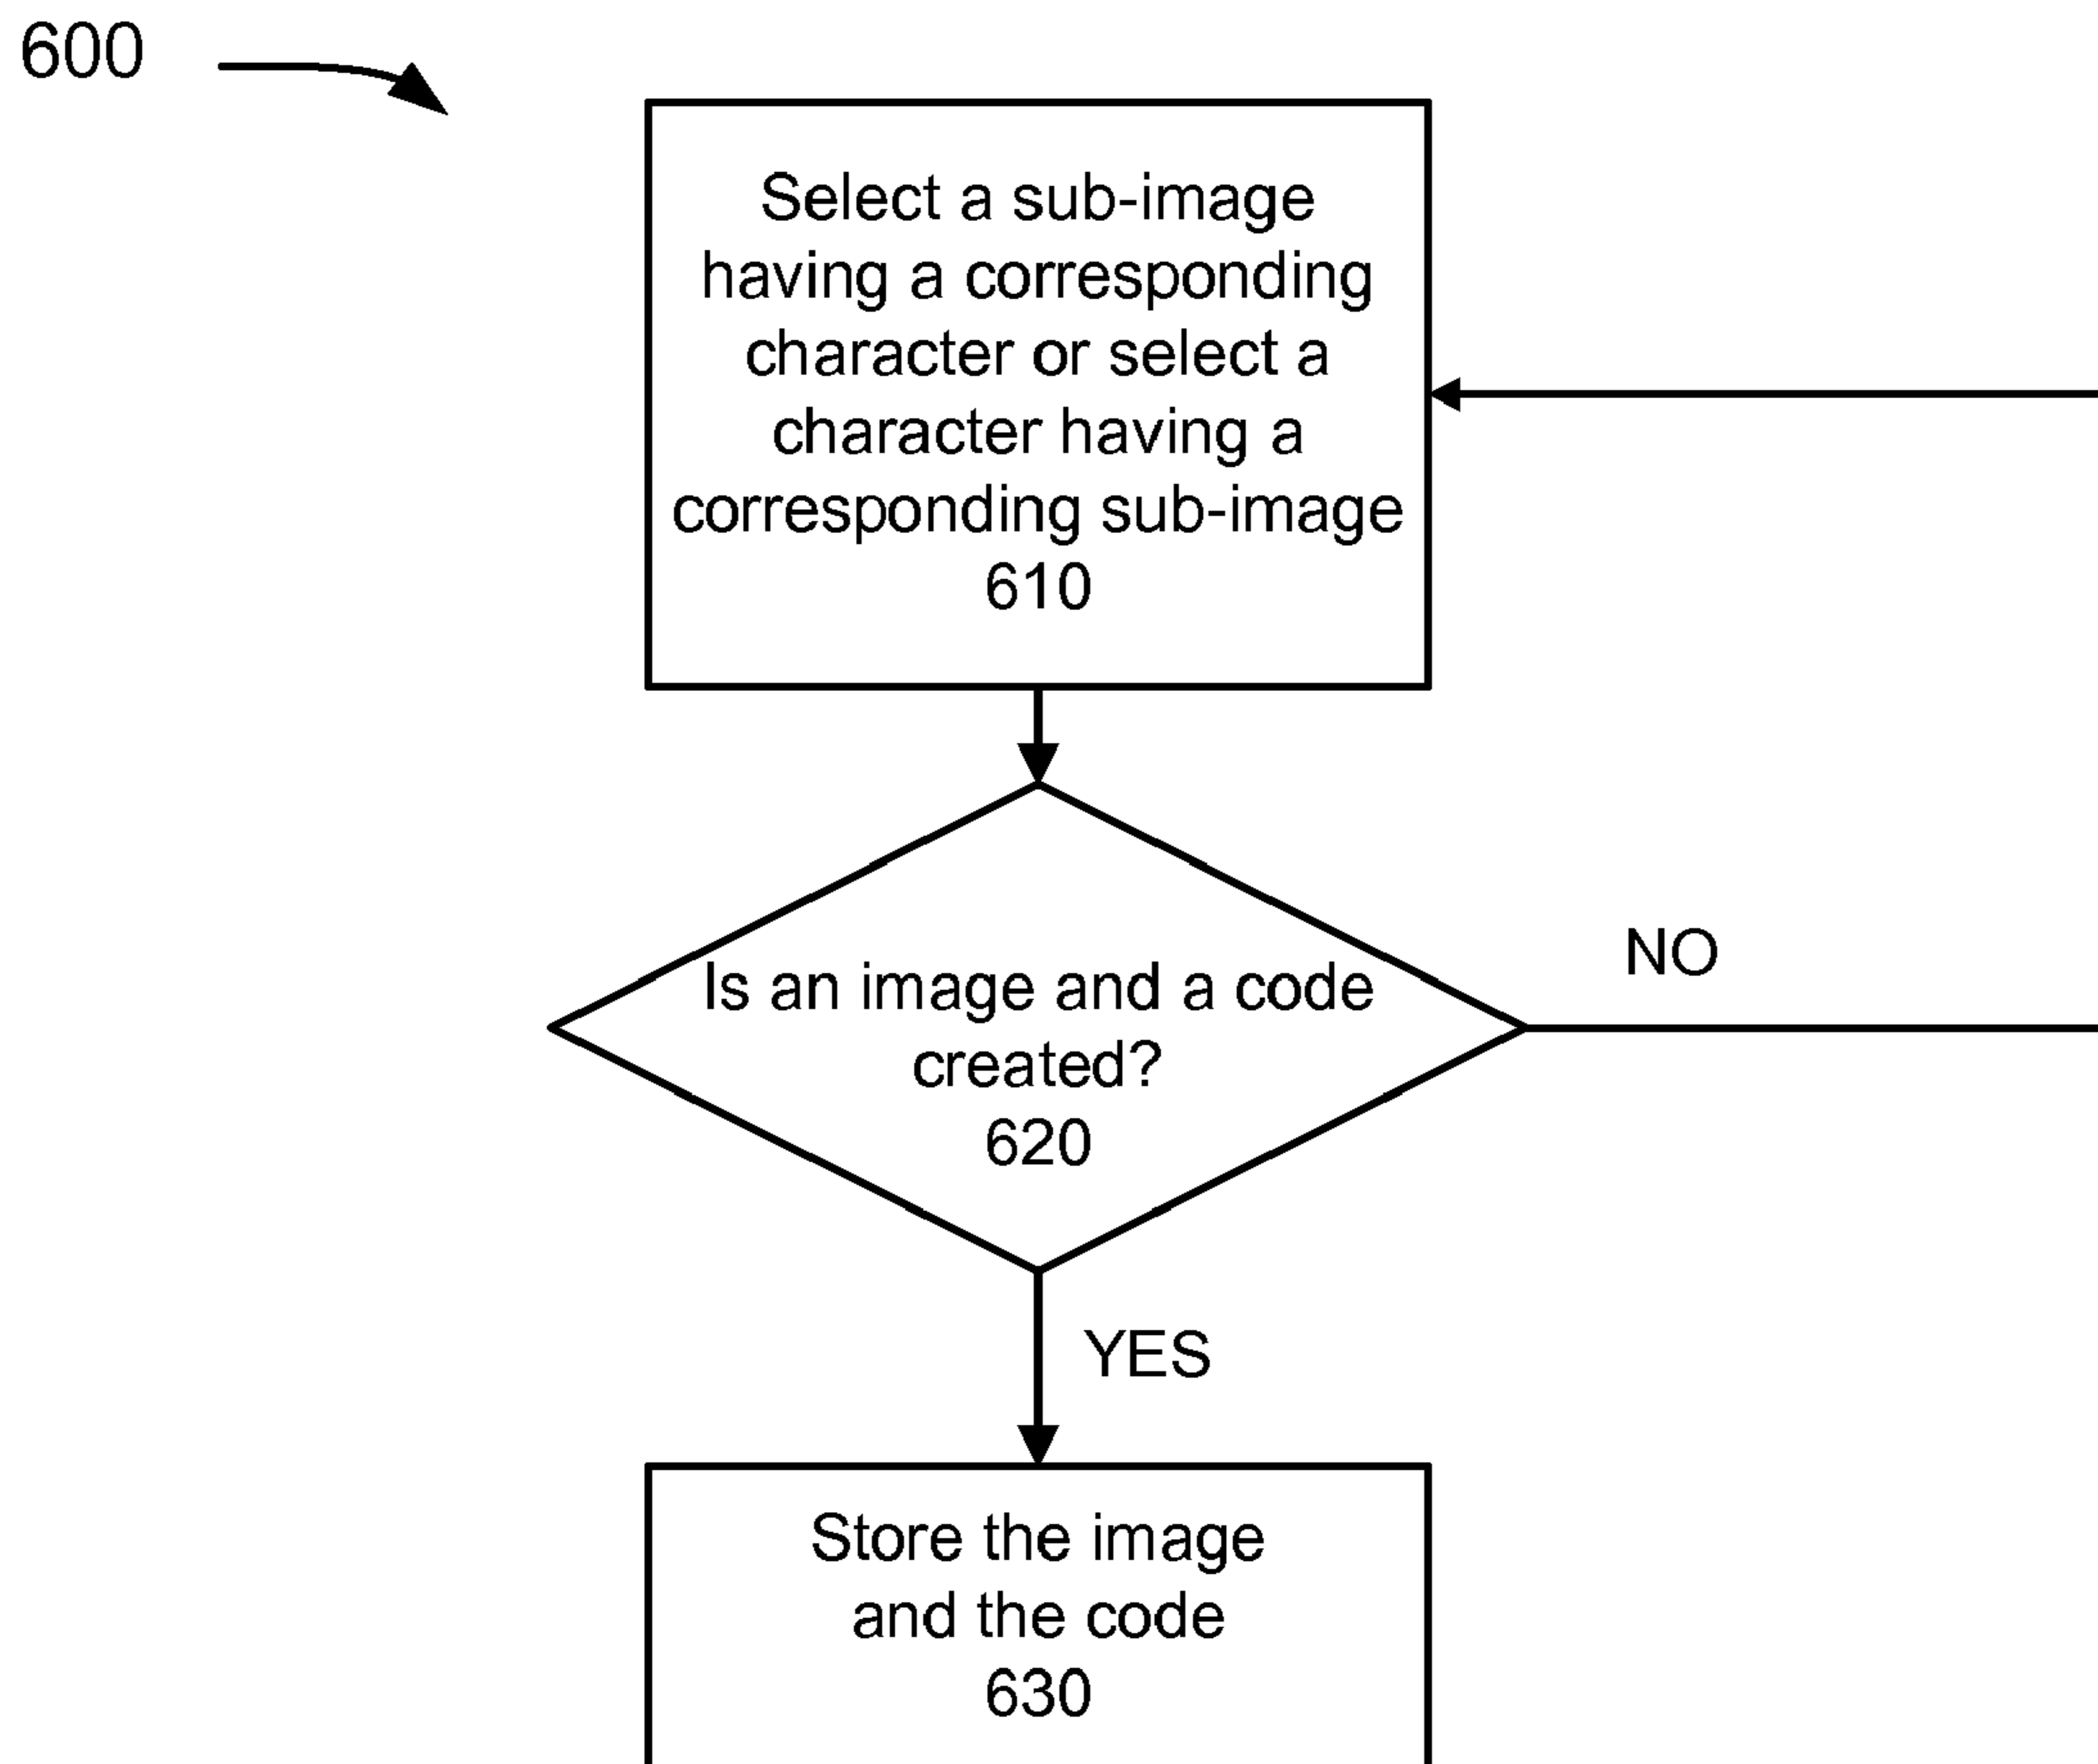 600
Select a sub-image
having a corresponding
character or select a
character having a
corresponding sub-image
610
Is an image and a code
created?
620
NO
YES
Store the image
and the code
630